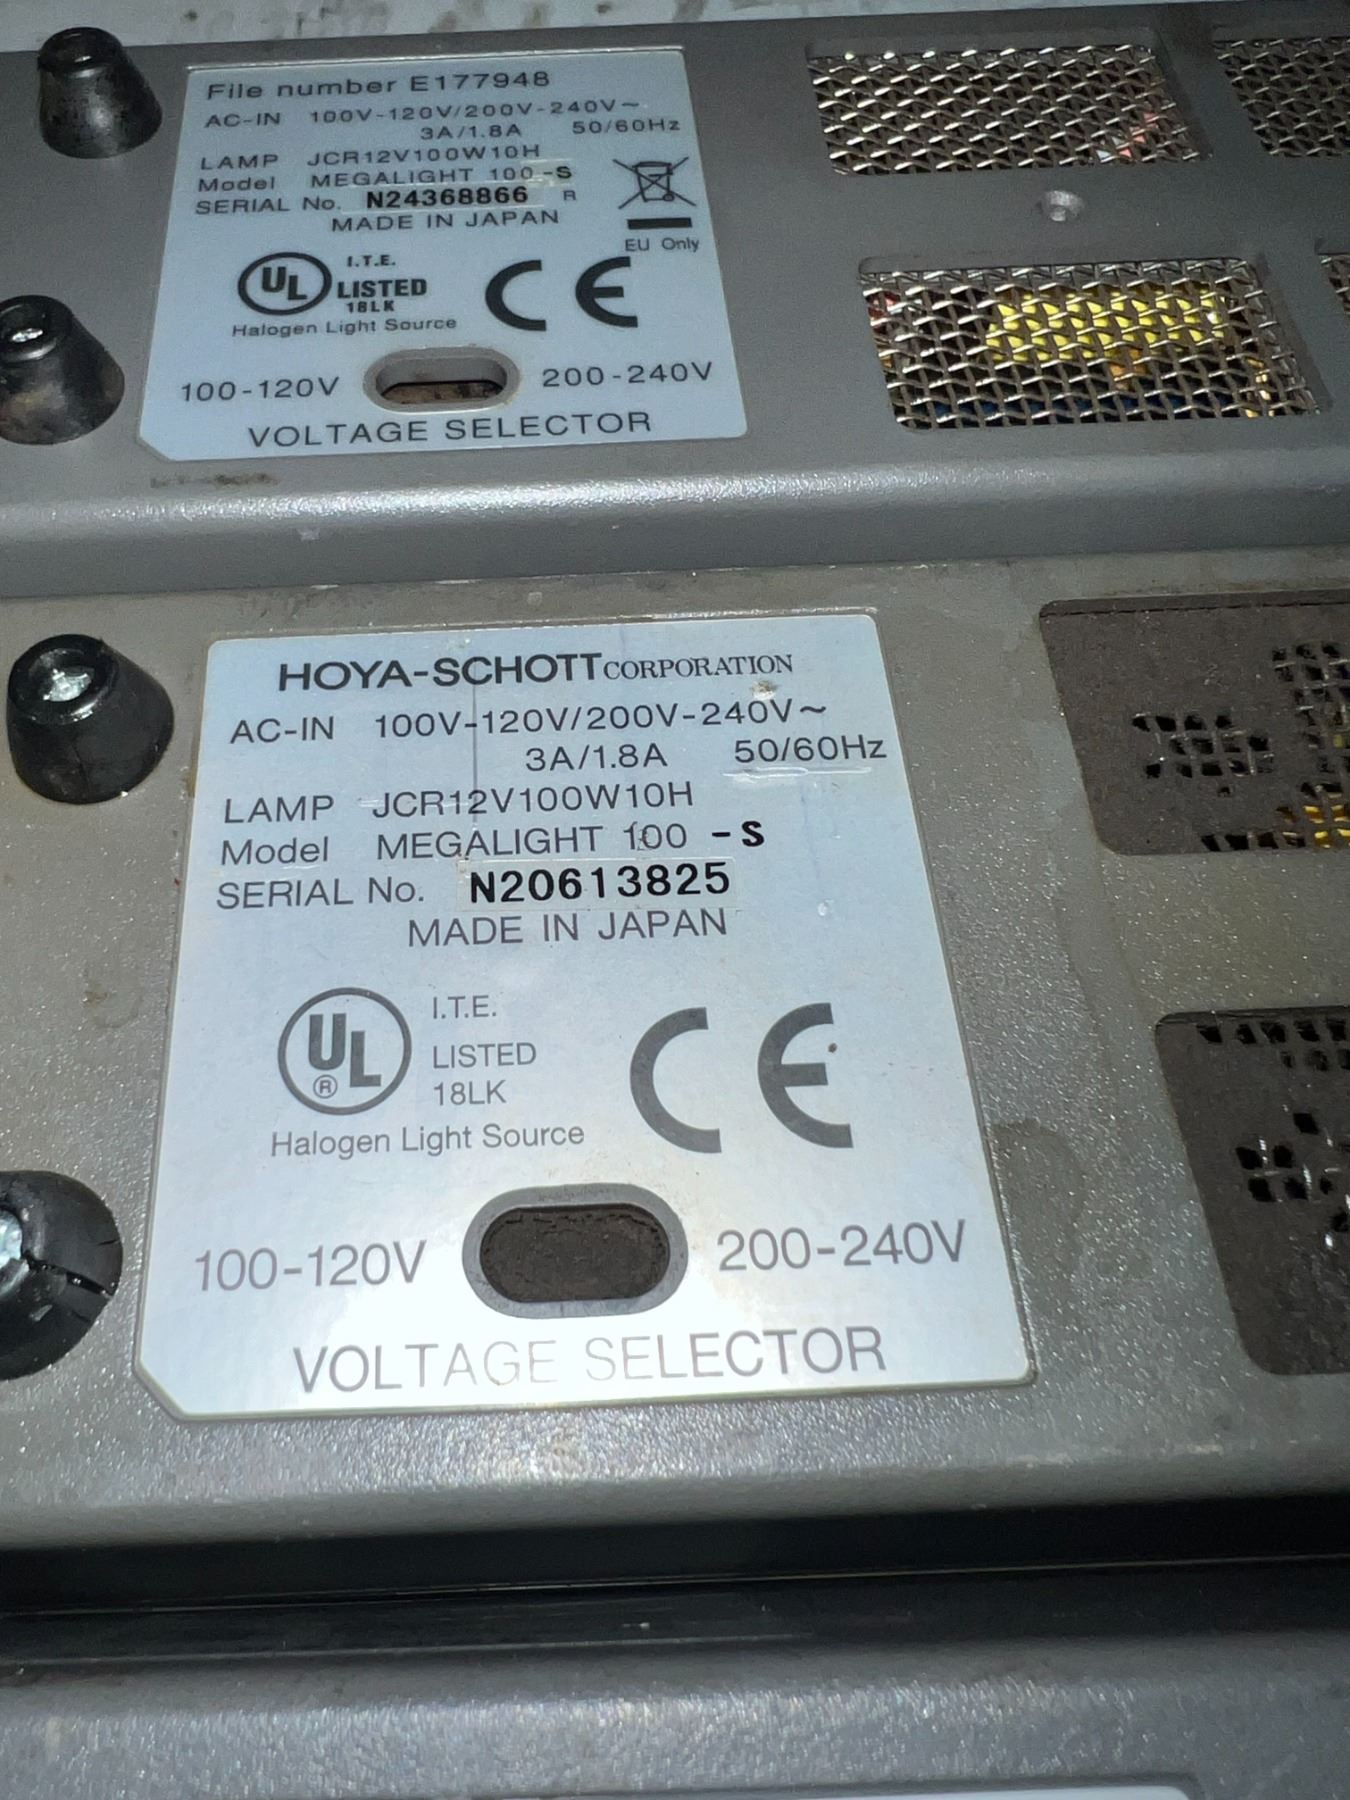 File number E177948
AC-IN 100V-120V/200V-240V~
3A/1.8A 50/60Hz
LAMP JCR12V100W10H
Model MEGALIGHT 100 -S
SERIAL No. N24368866 R
MADE IN JAPAN
EU Only
UL I.T.E.
LISTED
18LK
CE
Halogen Light Source
100-120V 200-240V
VOLTAGE SELECTOR
HOYA-SCHOTT CORPORATION
AC-IN 100V-120V/200V-240V~
3A/1.8A 50/60Hz
LAMP JCR12V100W10H
Model MEGALIGHT 100 -S
SERIAL No. N20613825
MADE IN JAPAN
UL® I.T.E.
LISTED
18LK
CE
Halogen Light Source
100-120V 200-240V
VOLTAGE SELECTOR